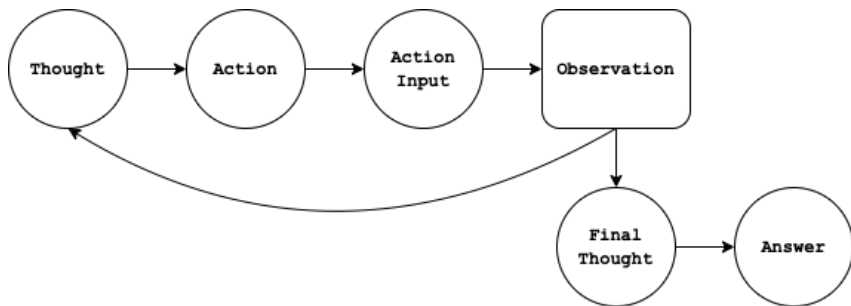 Thought
Action
Action
Input
Observation
Final
Thought
Answer